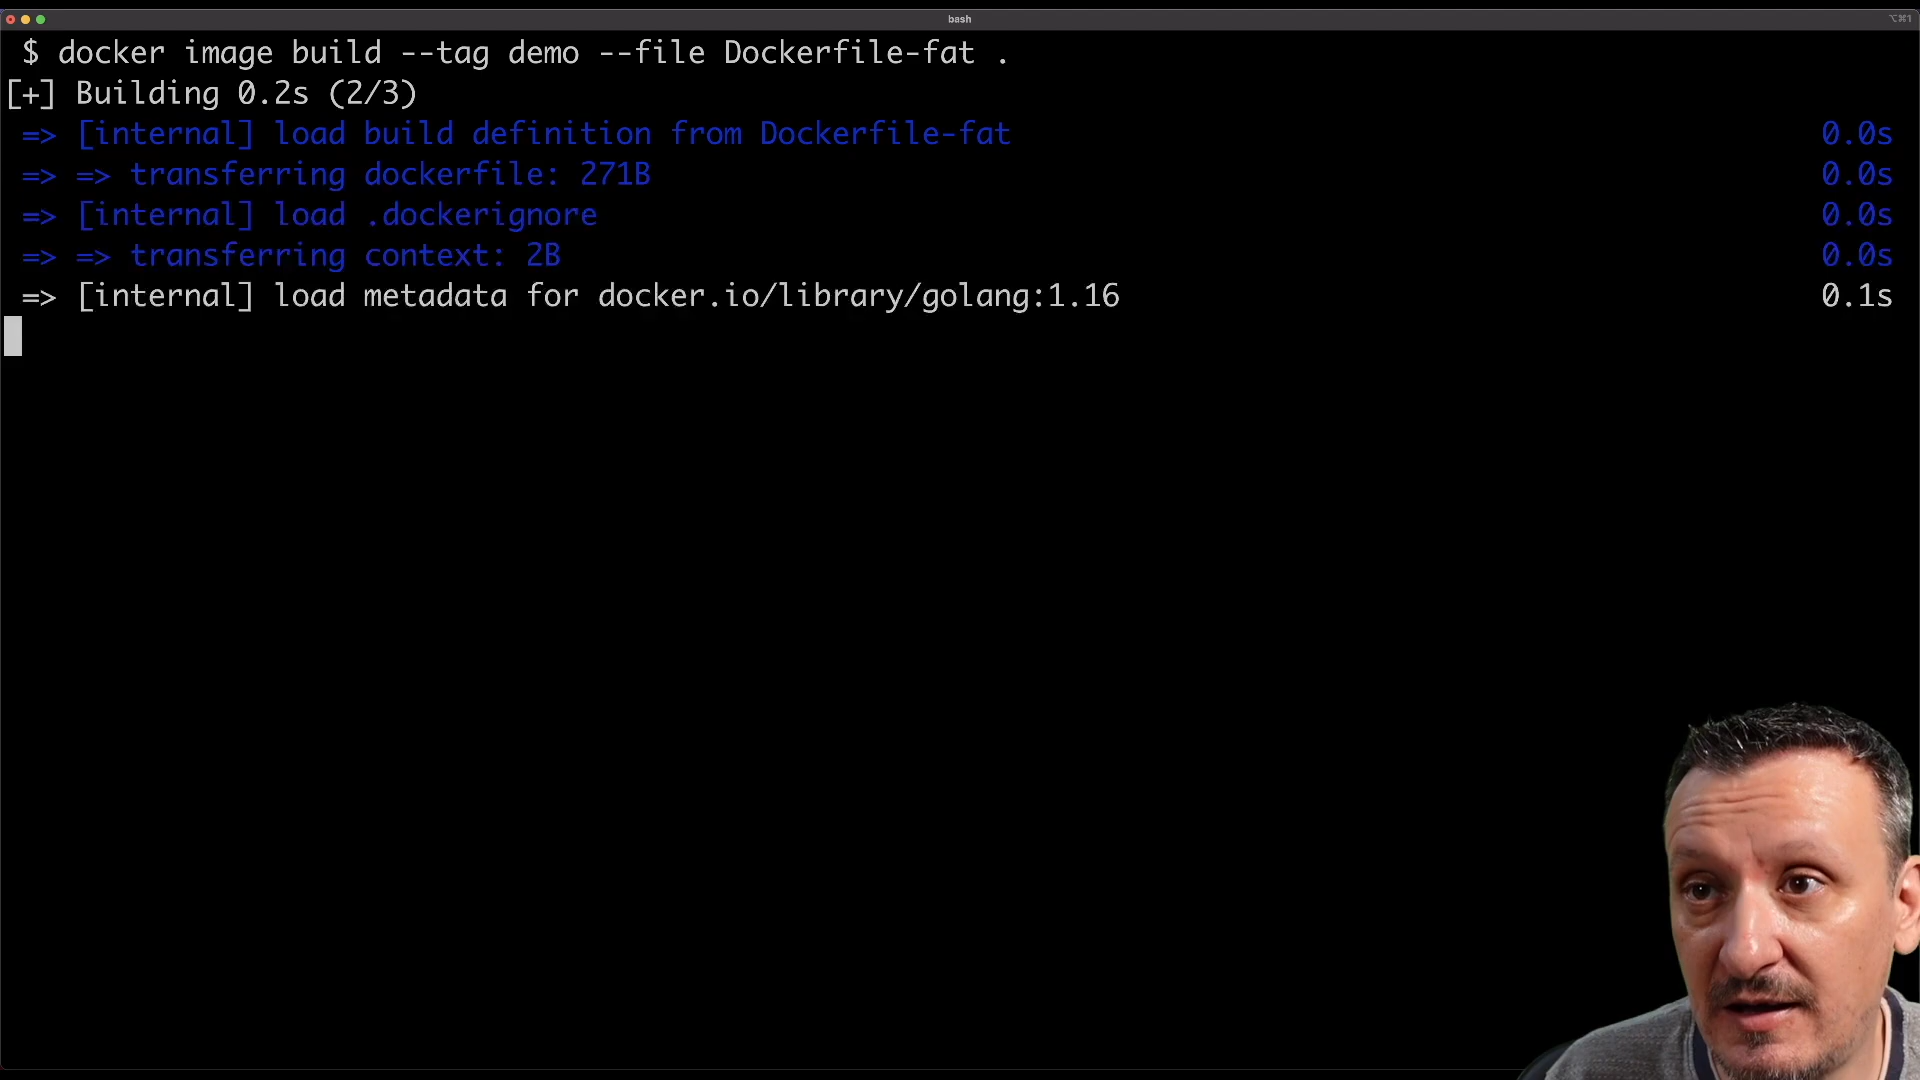 bash
⌥⌘1
$ docker image build --tag demo --file Dockerfile-fat .
[+] Building 0.2s (2/3)
=> [internal] load build definition from Dockerfile-fat 0.0s
=> => transferring dockerfile: 271B 0.0s
=> [internal] load .dockerignore 0.0s
=> => transferring context: 2B 0.0s
=> [internal] load metadata for docker.io/library/golang:1.16 0.1s